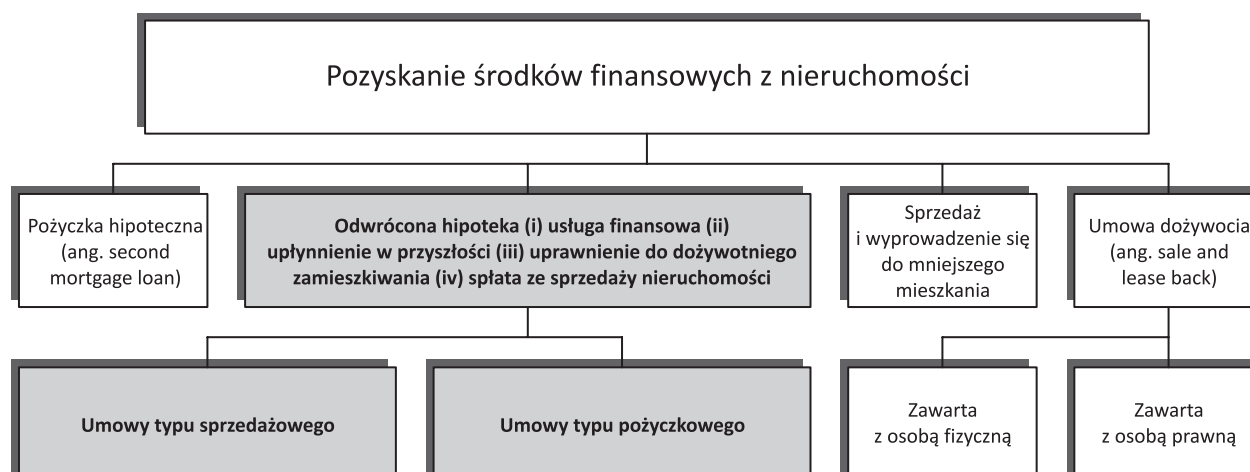 Pozyskanie środków finansowych z nieruchomości
Pożyczka hipoteczna
(ang. second
mortgage loan)
Odwrócona hipoteka (i) usługa finansowa (ii)
upłynnienie w przyszłości (iii) uprawnienie do dożywotniego
zamieszkiwania (iv) spłata ze sprzedaży nieruchomości
Sprzedaż
i wyprowadzenie się
do mniejszego
mieszkania
Umowa dożywocia
(ang. sale and
lease back)
Umowy typu sprzedażowego
Umowy typu pożyczkowego
Zawarta
z osobą fizyczną
Zawarta
z osobą prawną